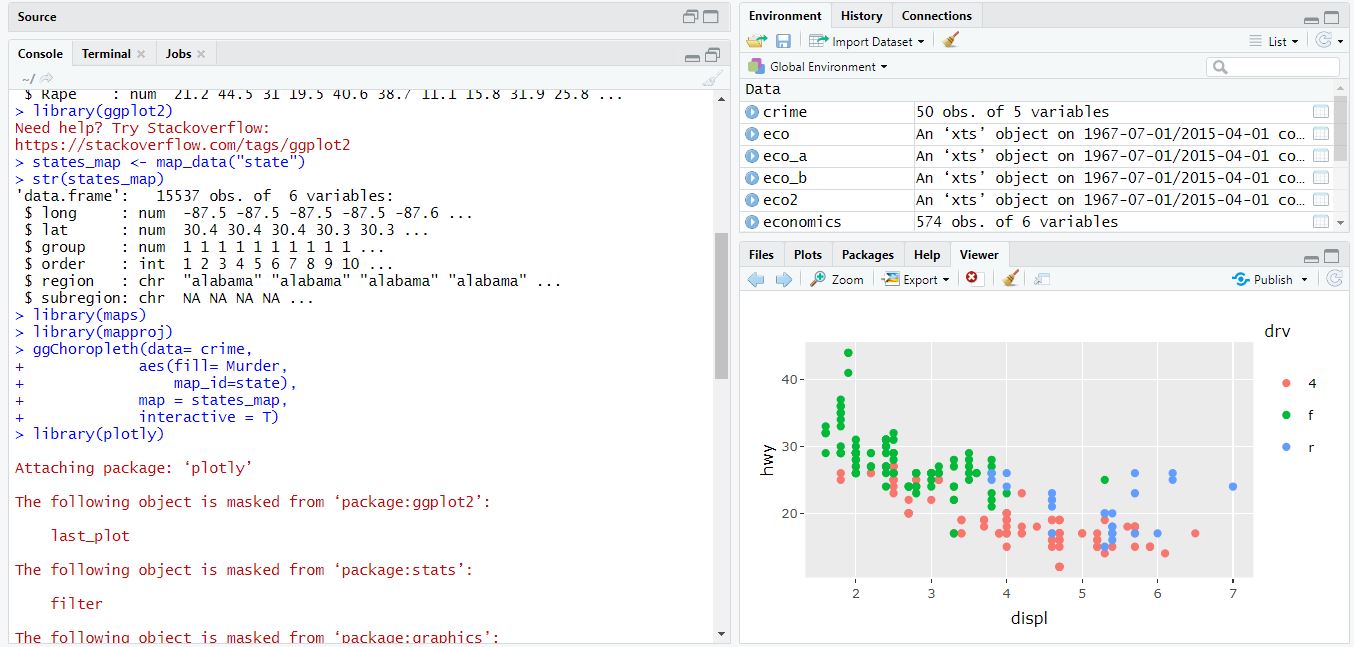 Source
Console Terminal Jobs
~/
$ Rape : num 21.2 44.5 31 19.5 40.6 38.7 11.1 15.8 31.9 25.8 ...
> library(ggplot2)
Need help? Try Stackoverflow:
https://stackoverflow.com/tags/ggplot2
> states_map <- map_data("state")
> str(states_map)
'data.frame': 15537 obs. of 6 variables:
$ long : num -87.5 -87.5 -87.5 -87.5 -87.6 ...
$ lat : num 30.4 30.4 30.4 30.3 30.3 ...
$ group : num 1 1 1 1 1 1 1 1 1 1 ...
$ order : int 1 2 3 4 5 6 7 8 9 10 ...
$ region : chr "alabama" "alabama" "alabama" "alabama" ...
$ subregion: chr NA NA NA NA ...
> library(maps)
> library(mapproj)
> ggChoropleth(data= crime,
+ aes(fill= Murder,
+ map_id=state),
+ map = states_map,
+ interactive = T)
> library(plotly)
Attaching package: ‘plotly’
The following object is masked from ‘package:ggplot2’:
last_plot
The following object is masked from ‘package:stats’:
filter
The following object is masked from ‘package:graphics’:
Environment History Connections
Import Dataset List
Global Environment
Data
crime 50 obs. of 5 variables
eco An ‘xts’ object on 1967-07-01/2015-04-01 co...
eco_a An ‘xts’ object on 1967-07-01/2015-04-01 co...
eco_b An ‘xts’ object on 1967-07-01/2015-04-01 co...
eco2 An ‘xts’ object on 1967-07-01/2015-04-01 co...
economics 574 obs. of 6 variables
Files Plots Packages Help Viewer
Zoom Export Publish
drv
4
f
r
40
30
20
hwy
2 3 4 5 6 7
displ